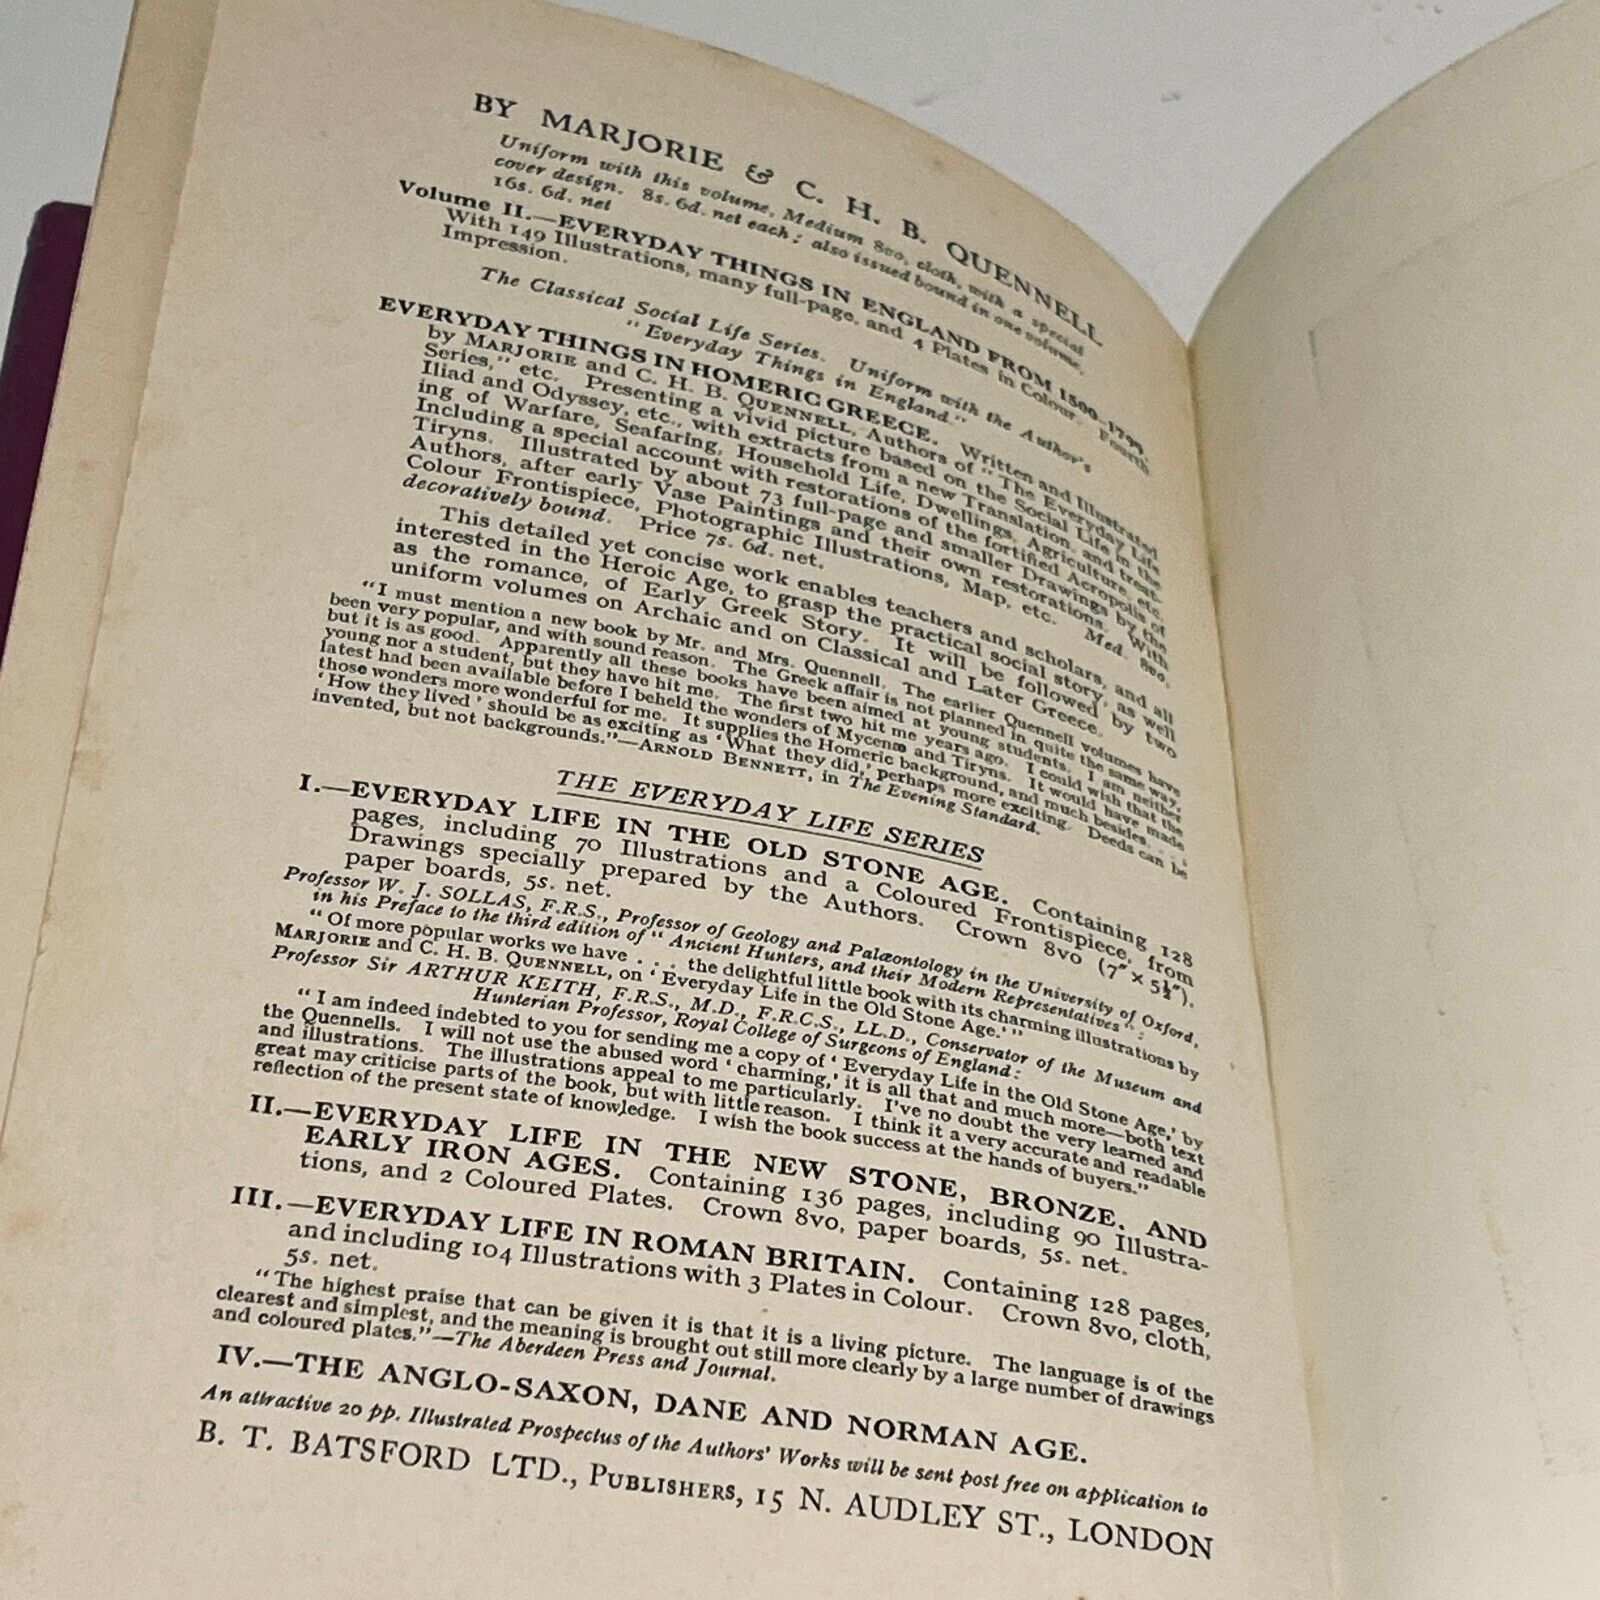 BY MARJORIE & C. H. B. QUENNELL
Uniform with this volume, Medium 8vo, cloth, with a special
cover design. 8s. 6d. net each; also issued bound in one volume,
16s. 6d. net
Volume II.—EVERYDAY THINGS IN ENGLAND FROM 1500–1799.
With 149 Illustrations, many full-page, and 4 Plates in Colour. Fourth
Impression.
The Classical Social Life Series. Uniform with the Author's
"Everyday Things in England."
EVERYDAY THINGS IN HOMERIC GREECE. Written and Illustrated
by MARJORIE and C. H. B. QUENNELL, Authors of "The Everyday Life
Series," etc. Presenting a vivid picture based on the Social Life in the
Iliad and Odyssey, etc., with extracts from a new Translation, and treat-
ing of Warfare, Seafaring, Household Life, Dwellings, Agriculture, etc.
Including a special account with restorations of the fortified Acropolis of
Tiryns. Illustrated by about 73 full-page and smaller Drawings by the
Authors, after early Vase Paintings and their own restorations. With
Colour Frontispiece, Photographic Illustrations, Map, etc. Med. 8vo,
decoratively bound. Price 7s. 6d. net.
This detailed yet concise work enables teachers and scholars, and all
interested in the Heroic Age, to grasp the practical social story, as well
as the romance, of Early Greek Story. It will be followed by two
uniform volumes on Archaic and on Classical and Later Greece.
"I must mention a new book by Mr. and Mrs. Quennell. The earlier Quennell volumes have
been very popular, and with sound reason. The Greek affair is not planned in quite the same way,
but it is as good. Apparently all these books have been aimed at young students. I am neither
young nor a student, but they have hit me. The first two hit me years ago. I could wish that the
latest had been available before I beheld the wonders of Mycenæ and Tiryns. It would have made
those wonders more wonderful for me. It supplies the Homeric background, and much besides. . . .
'How they lived' should be as exciting as 'What they did,' perhaps more exciting. Deeds can be
invented, but not backgrounds."—ARNOLD BENNETT, in The Evening Standard.
THE EVERYDAY LIFE SERIES
I.—EVERYDAY LIFE IN THE OLD STONE AGE. Containing 128
pages, including 70 Illustrations and a Coloured Frontispiece, from
Drawings specially prepared by the Authors. Crown 8vo (7″ × 5½″).
paper boards, 5s. net.
Professor W. J. SOLLAS, F.R.S., Professor of Geology and Palæontology in the University of Oxford,
in his Preface to the third edition of "Ancient Hunters, and their Modern Representatives":
"Of more popular works we have . . . the delightful little book with its charming illustrations by
MARJORIE and C. H. B. QUENNELL, on 'Everyday Life in the Old Stone Age.'"
Professor Sir ARTHUR KEITH, F.R.S., M.D., F.R.C.S., LL.D., Conservator of the Museum and
Hunterian Professor, Royal College of Surgeons of England:
"I am indeed indebted to you for sending me a copy of 'Everyday Life in the Old Stone Age,' by
the Quennells. I will not use the abused word 'charming,' it is all that and much more—both text
and illustrations. The illustrations appeal to me particularly. I've no doubt the very learned and
great may criticise parts of the book, but with little reason. I think it a very accurate and readable
reflection of the present state of knowledge. I wish the book success at the hands of buyers."
II.—EVERYDAY LIFE IN THE NEW STONE, BRONZE, AND
EARLY IRON AGES. Containing 136 pages, including 90 Illustra-
tions, and 2 Coloured Plates. Crown 8vo, paper boards, 5s. net.
III.—EVERYDAY LIFE IN ROMAN BRITAIN. Containing 128 pages,
and including 104 Illustrations with 3 Plates in Colour. Crown 8vo, cloth,
5s. net.
"The highest praise that can be given it is that it is a living picture. The language is of the
clearest and simplest, and the meaning is brought out still more clearly by a large number of drawings
and coloured plates."—The Aberdeen Press and Journal.
IV.—THE ANGLO-SAXON, DANE AND NORMAN AGE.
An attractive 20 pp. Illustrated Prospectus of the Authors' Works will be sent post free on application to
B. T. BATSFORD LTD., PUBLISHERS, 15 N. AUDLEY ST., LONDON